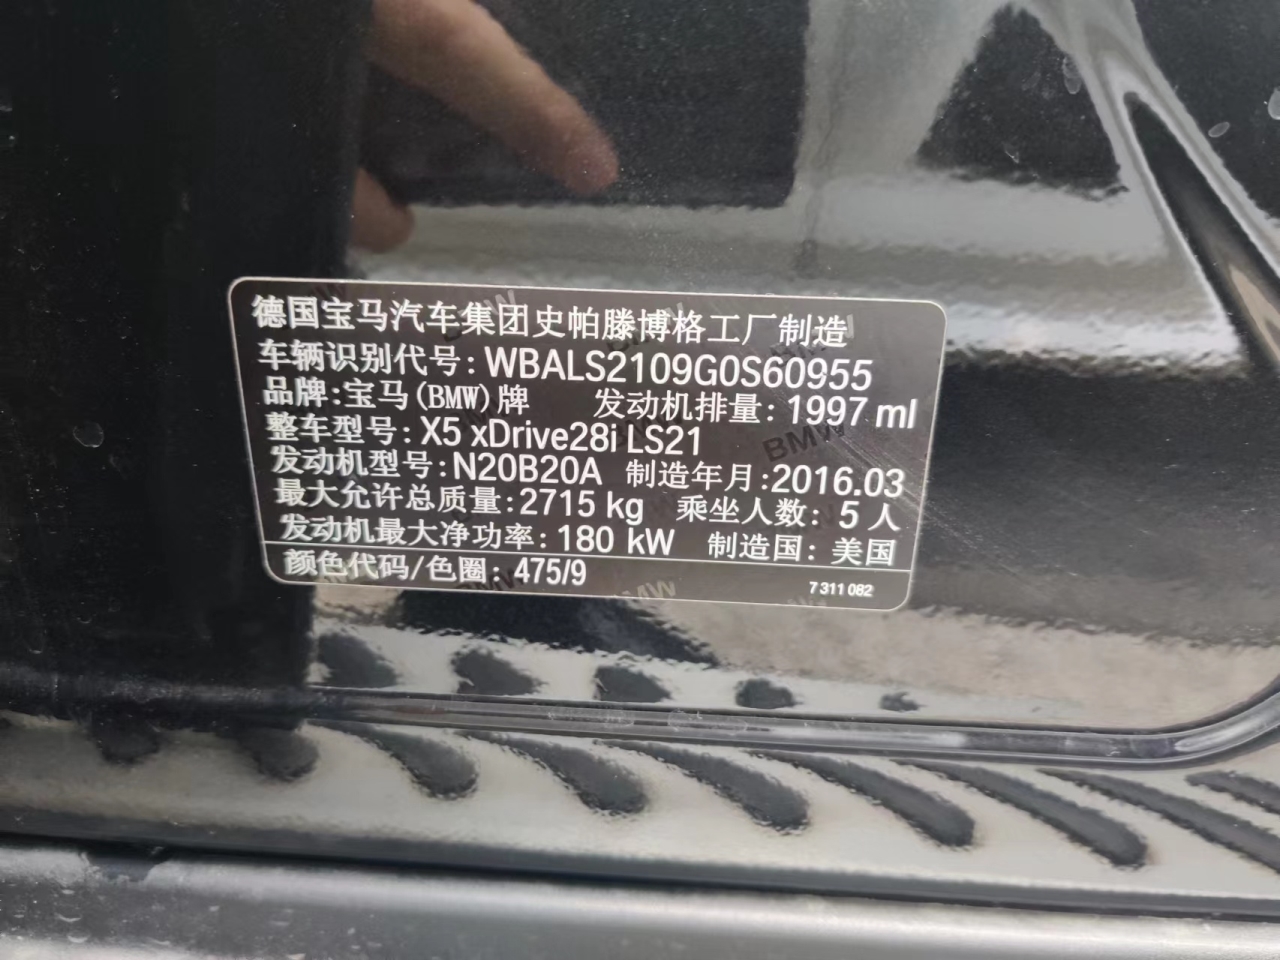 德国宝马汽车集团史帕滕博格工厂制造
车辆识别代号: WBALS2109G0S60955
品牌:宝马(BMW)牌 发动机排量: 1997 ml
整车型号: X5 xDrive28i LS21
发动机型号: N20B20A 制造年月:2016.03
最大允许总质量: 2715 kg 乘坐人数: 5 人
发动机最大净功率: 180 kW 制造国: 美国
颜色代码/色圈: 475/9 7 311 082